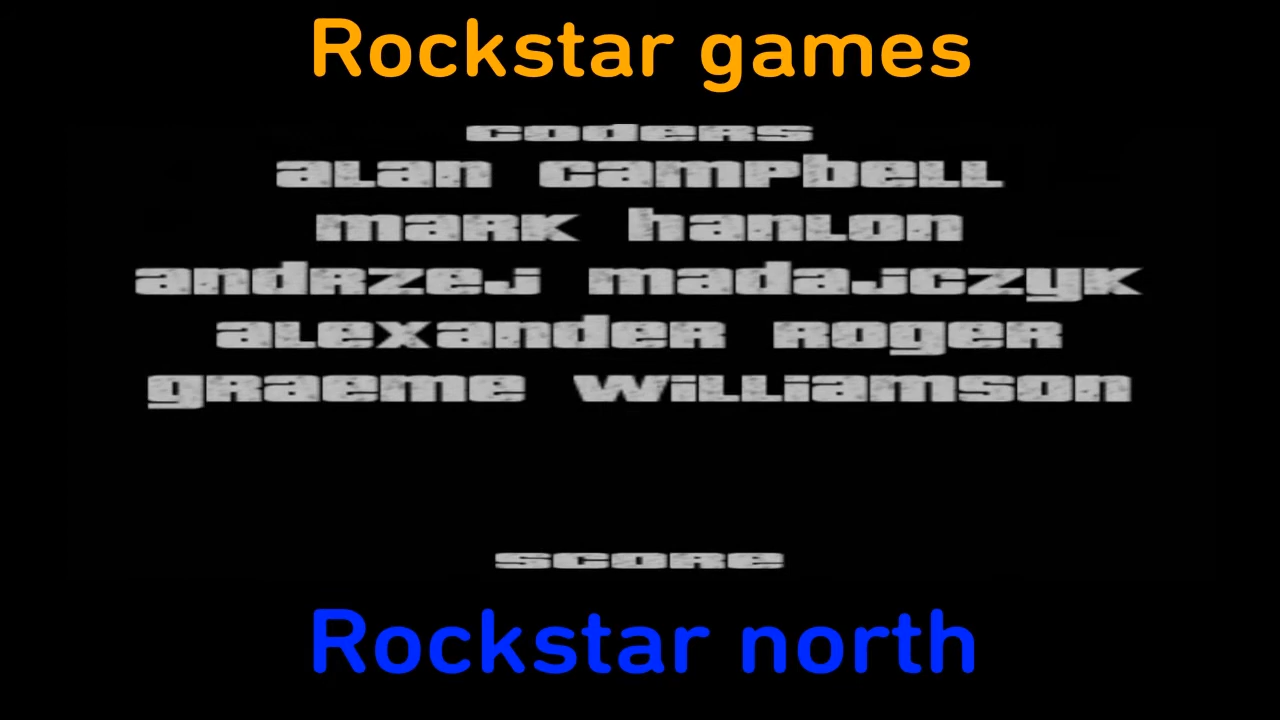 Rockstar games
coders
alan campbell
mark hanlon
andrzej madajczyk
alexander roger
graeme williamson
score
Rockstar north